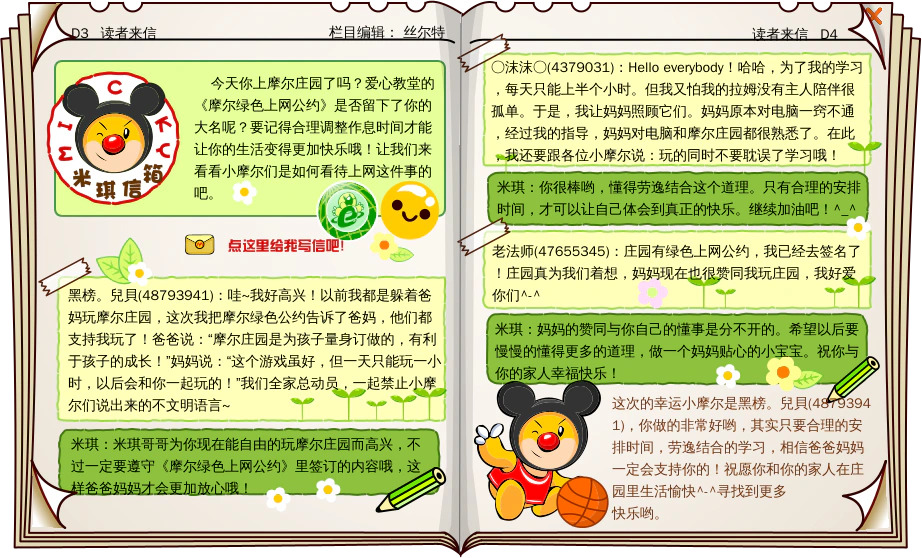 D3 读者来信
栏目编辑： 丝尔特
MICKY
米琪信箱
今天你上摩尔庄园了吗？爱心教堂的
《摩尔绿色上网公约》是否留下了你的
大名呢？要记得合理调整作息时间才能
让你的生活变得更加快乐哦！让我们来
看看小摩尔们是如何看待上网这件事的
吧。
e
点这里给我写信吧!
黑榜。兒貝(48793941)：哇~我好高兴！以前我都是躲着爸
妈玩摩尔庄园，这次我把摩尔绿色公约告诉了爸妈，他们都
支持我玩了！爸爸说：“摩尔庄园是为孩子量身订做的，有利
于孩子的成长！”妈妈说：“这个游戏虽好，但一天只能玩一小
时，以后会和你一起玩的！”我们全家总动员，一起禁止小摩
尔们说出来的不文明语言~
米琪：米琪哥哥为你现在能自由的玩摩尔庄园而高兴，不
过一定要遵守《摩尔绿色上网公约》里签订的内容哦，这
样爸爸妈妈才会更加放心哦！
读者来信 D4
〇沫沫〇(4379031)：Hello everybody！哈哈，为了我的学习
，每天只能上半个小时。但我又怕我的拉姆没有主人陪伴很
孤单。于是，我让妈妈照顾它们。妈妈原本对电脑一窍不通
，经过我的指导，妈妈对电脑和摩尔庄园都很熟悉了。在此
，我还要跟各位小摩尔说：玩的同时不要耽误了学习哦！
米琪：你很棒哟，懂得劳逸结合这个道理。只有合理的安排
时间，才可以让自己体会到真正的快乐。继续加油吧！^_^
老法师(47655345)：庄园有绿色上网公约，我已经去签名了
！庄园真为我们着想，妈妈现在也很赞同我玩庄园，我好爱
你们^-^
米琪：妈妈的赞同与你自己的懂事是分不开的。希望以后要
慢慢的懂得更多的道理，做一个妈妈贴心的小宝宝。祝你与
你的家人幸福快乐！
这次的幸运小摩尔是黑榜。兒貝(4879394
1)，你做的非常好哟，其实只要合理的安
排时间，劳逸结合的学习，相信爸爸妈妈
一定会支持你的！祝愿你和你的家人在庄
园里生活愉快^-^寻找到更多
快乐哟。